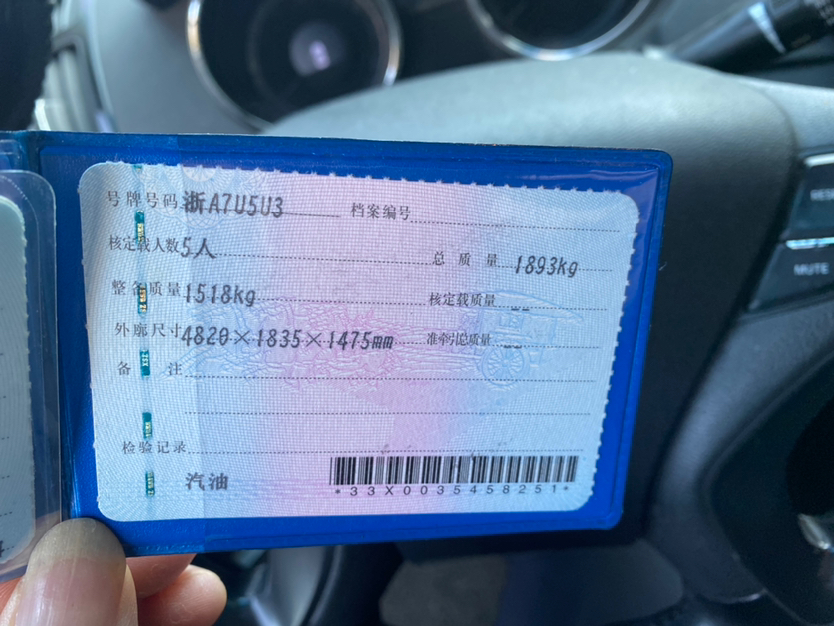 号牌号码 浙A7U5U3 档案编号
核定载人数 5人 总质量 1893kg
整备质量 1518kg 核定载质量 --
外廓尺寸 4820×1835×1475mm 准牵引总质量 --
备注
检验记录
汽油
*33X0035458251*
MUTE